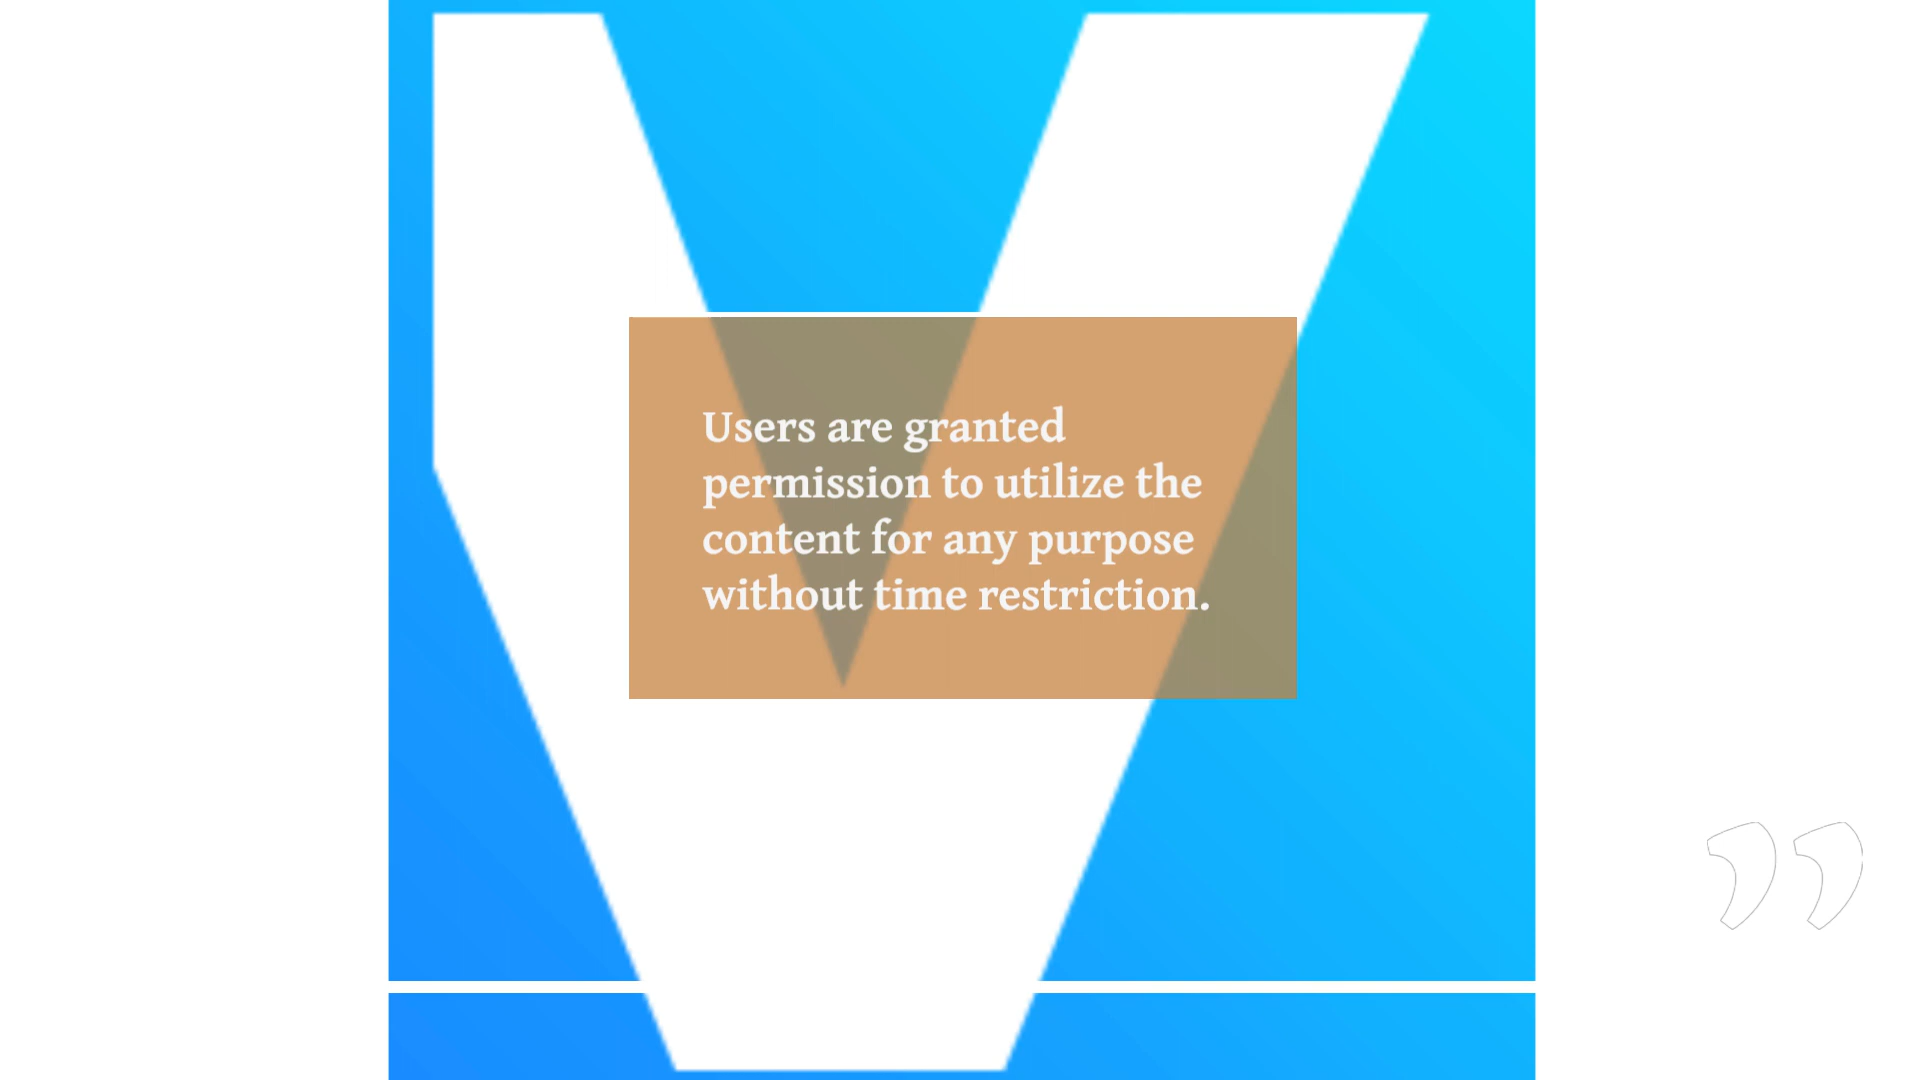 Users are granted
permission to utilize the
content for any purpose
without time restriction.
”